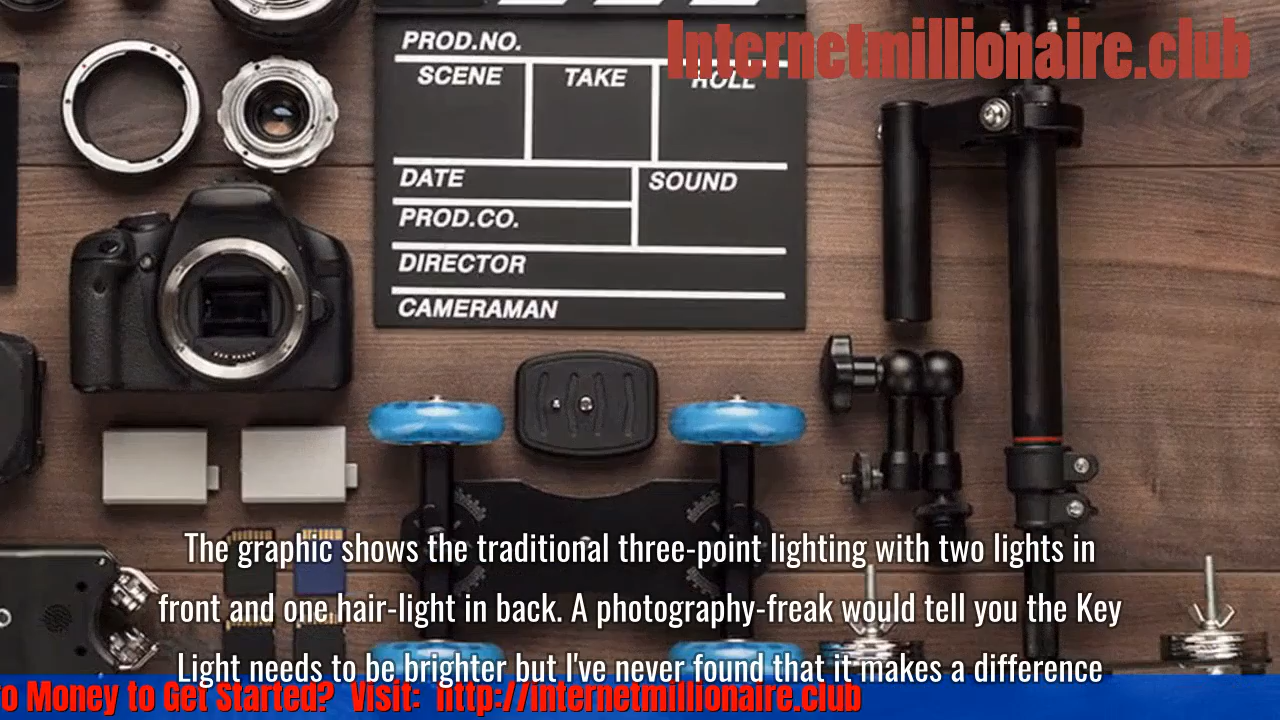 Internetmillionaire.club
PROD.NO.
SCENE TAKE ROLL
DATE SOUND
PROD.CO.
DIRECTOR
CAMERAMAN
The graphic shows the traditional three-point lighting with two lights in
front and one hair-light in back. A photography-freak would tell you the Key
Light needs to be brighter but I've never found that it makes a difference
Money to Get Started? Visit: http://internetmillionaire.club